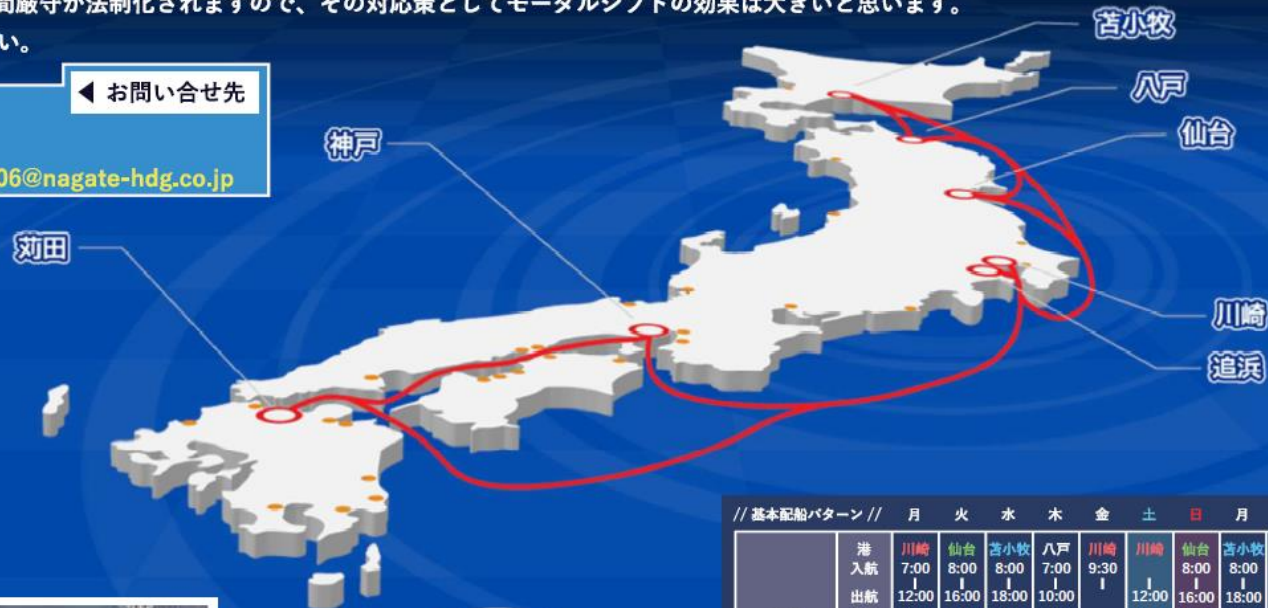 間厳守が法制化されますので、その対応策としてモーダルシフトの効果は大きいと思います。
い。
◀ お問い合せ先
06@nagate-hdg.co.jp
苫小牧
八戸
仙台
神戸
苅田
川崎
追浜
// 基本配船パターン // 月 火 水 木 金 土 日 月
港 川崎 仙台 苫小牧 八戸 川崎 川崎 仙台 苫小牧
入航 7:00 8:00 8:00 7:00 9:30 8:00 8:00
出航 12:00 16:00 18:00 10:00 12:00 16:00 18:00